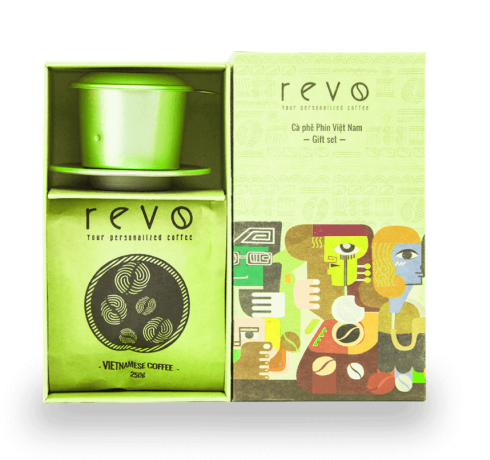 revo
Your personalized coffee
- VIETNAMESE COFFEE -
250g
revo
Your personalized coffee
Cà phê Phin Việt Nam
– Gift set –